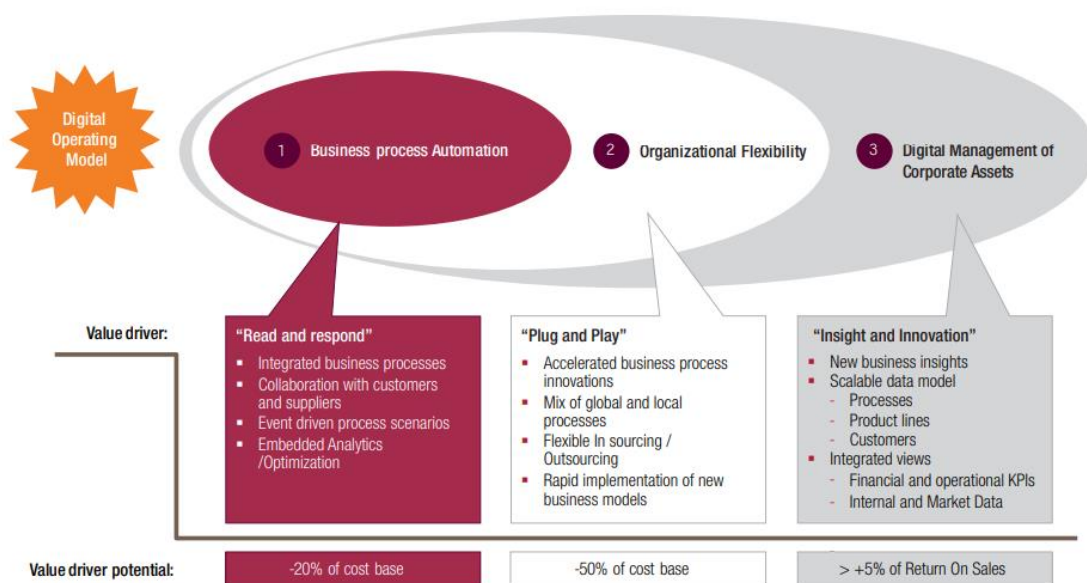 Digital
Operating
Model
1 Business process Automation
2 Organizational Flexibility
3 Digital Management of
Corporate Assets
Value driver:
“Read and respond”
▪ Integrated business processes
▪ Collaboration with customers
and suppliers
▪ Event driven process scenarios
▪ Embedded Analytics
/Optimization
“Plug and Play”
▪ Accelerated business process
innovations
▪ Mix of global and local
processes
▪ Flexible In sourcing /
Outsourcing
▪ Rapid implementation of new
business models
“Insight and Innovation”
▪ New business insights
▪ Scalable data model
- Processes
- Product lines
- Customers
▪ Integrated views
- Financial and operational KPIs
- Internal and Market Data
Value driver potential:
-20% of cost base
-50% of cost base
> +5% of Return On Sales